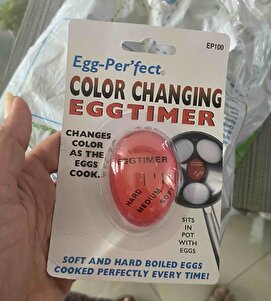 EP100
Egg-Per'fect®
COLOR CHANGING
EGGTIMER
CHANGES
COLOR
AS THE
EGGS
COOK.
EGGTIMER
HARD
MEDIUM
SOFT
SITS
IN
POT
WITH
EGGS
SOFT AND HARD BOILED EGGS
COOKED PERFECTLY EVERY TIME!